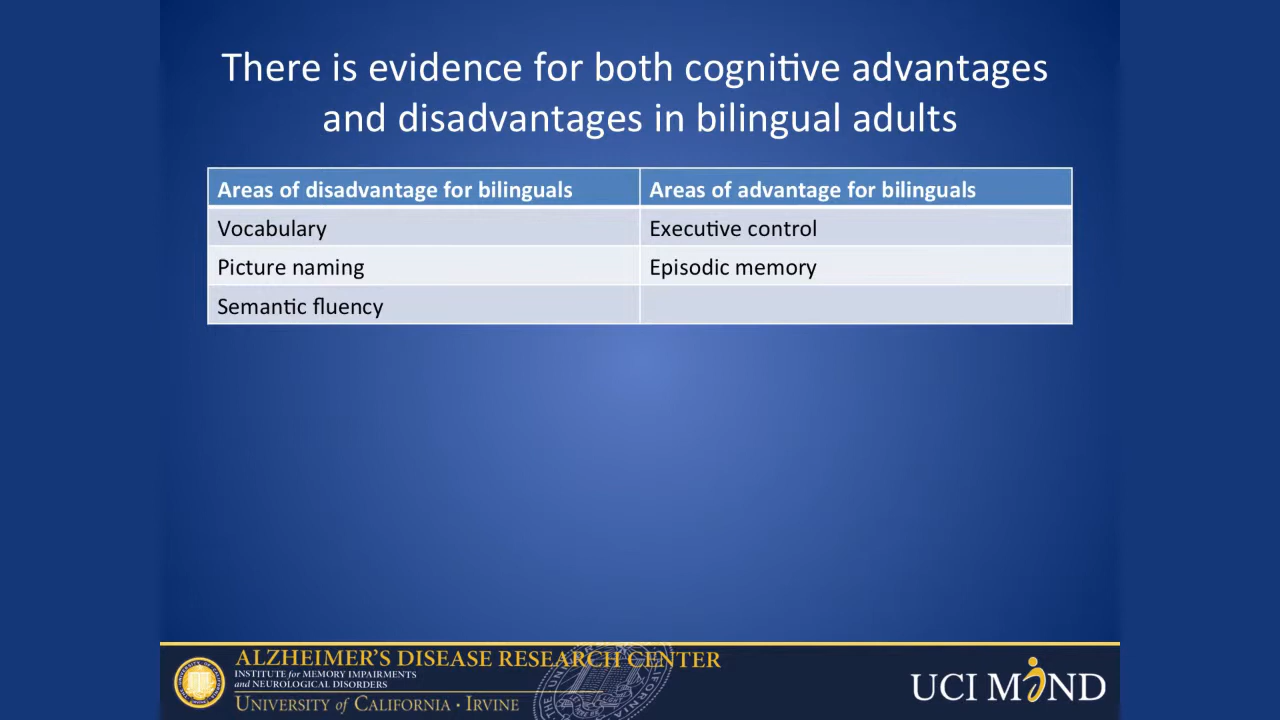 There is evidence for both cognitive advantages
and disadvantages in bilingual adults
Areas of disadvantage for bilinguals
Areas of advantage for bilinguals
Vocabulary
Executive control
Picture naming
Episodic memory
Semantic fluency
ALZHEIMER'S DISEASE RESEARCH CENTER
INSTITUTE for MEMORY IMPAIRMENTS
and NEUROLOGICAL DISORDERS
UNIVERSITY of CALIFORNIA · IRVINE
UCI MIND